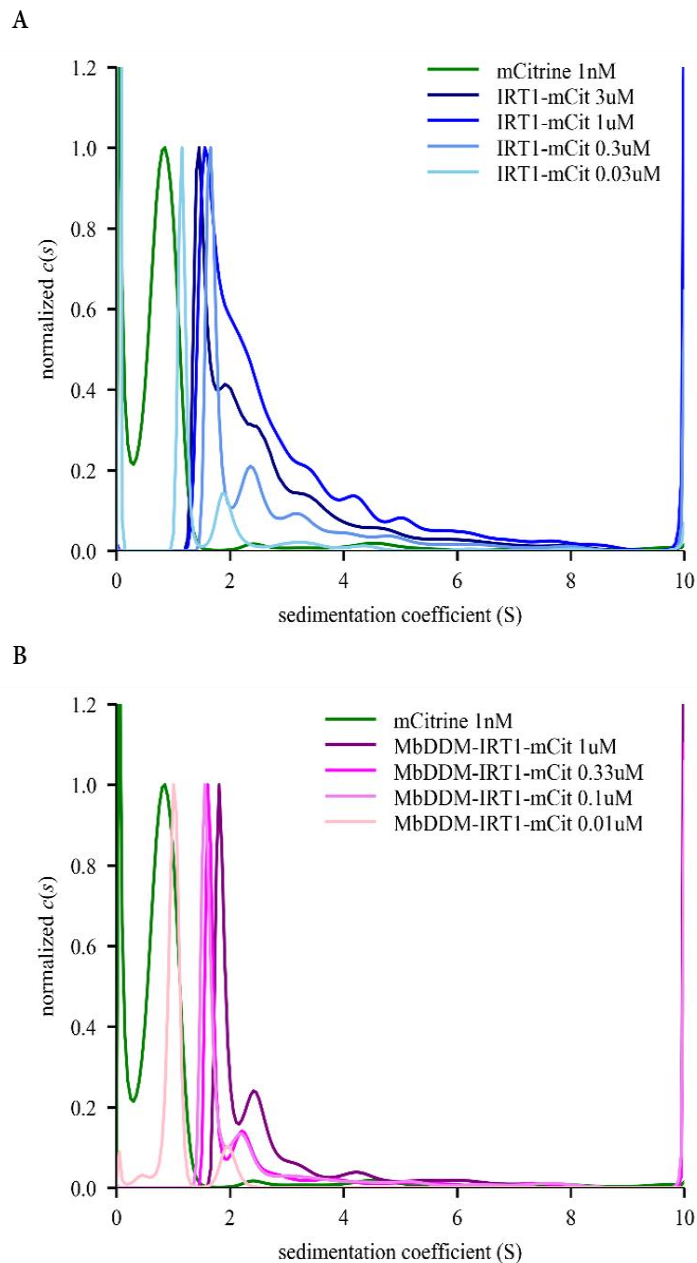 A
1.2
1.0
0.8
0.6
0.4
0.2
0.0
normalized c(s)
mCitrine 1nM
IRT1-mCit 3uM
IRT1-mCit 1uM
IRT1-mCit 0.3uM
IRT1-mCit 0.03uM
0 2 4 6 8 10
sedimentation coefficient (S)
B
1.2
1.0
0.8
0.6
0.4
0.2
0.0
normalized c(s)
mCitrine 1nM
MbDDM-IRT1-mCit 1uM
MbDDM-IRT1-mCit 0.33uM
MbDDM-IRT1-mCit 0.1uM
MbDDM-IRT1-mCit 0.01uM
0 2 4 6 8 10
sedimentation coefficient (S)